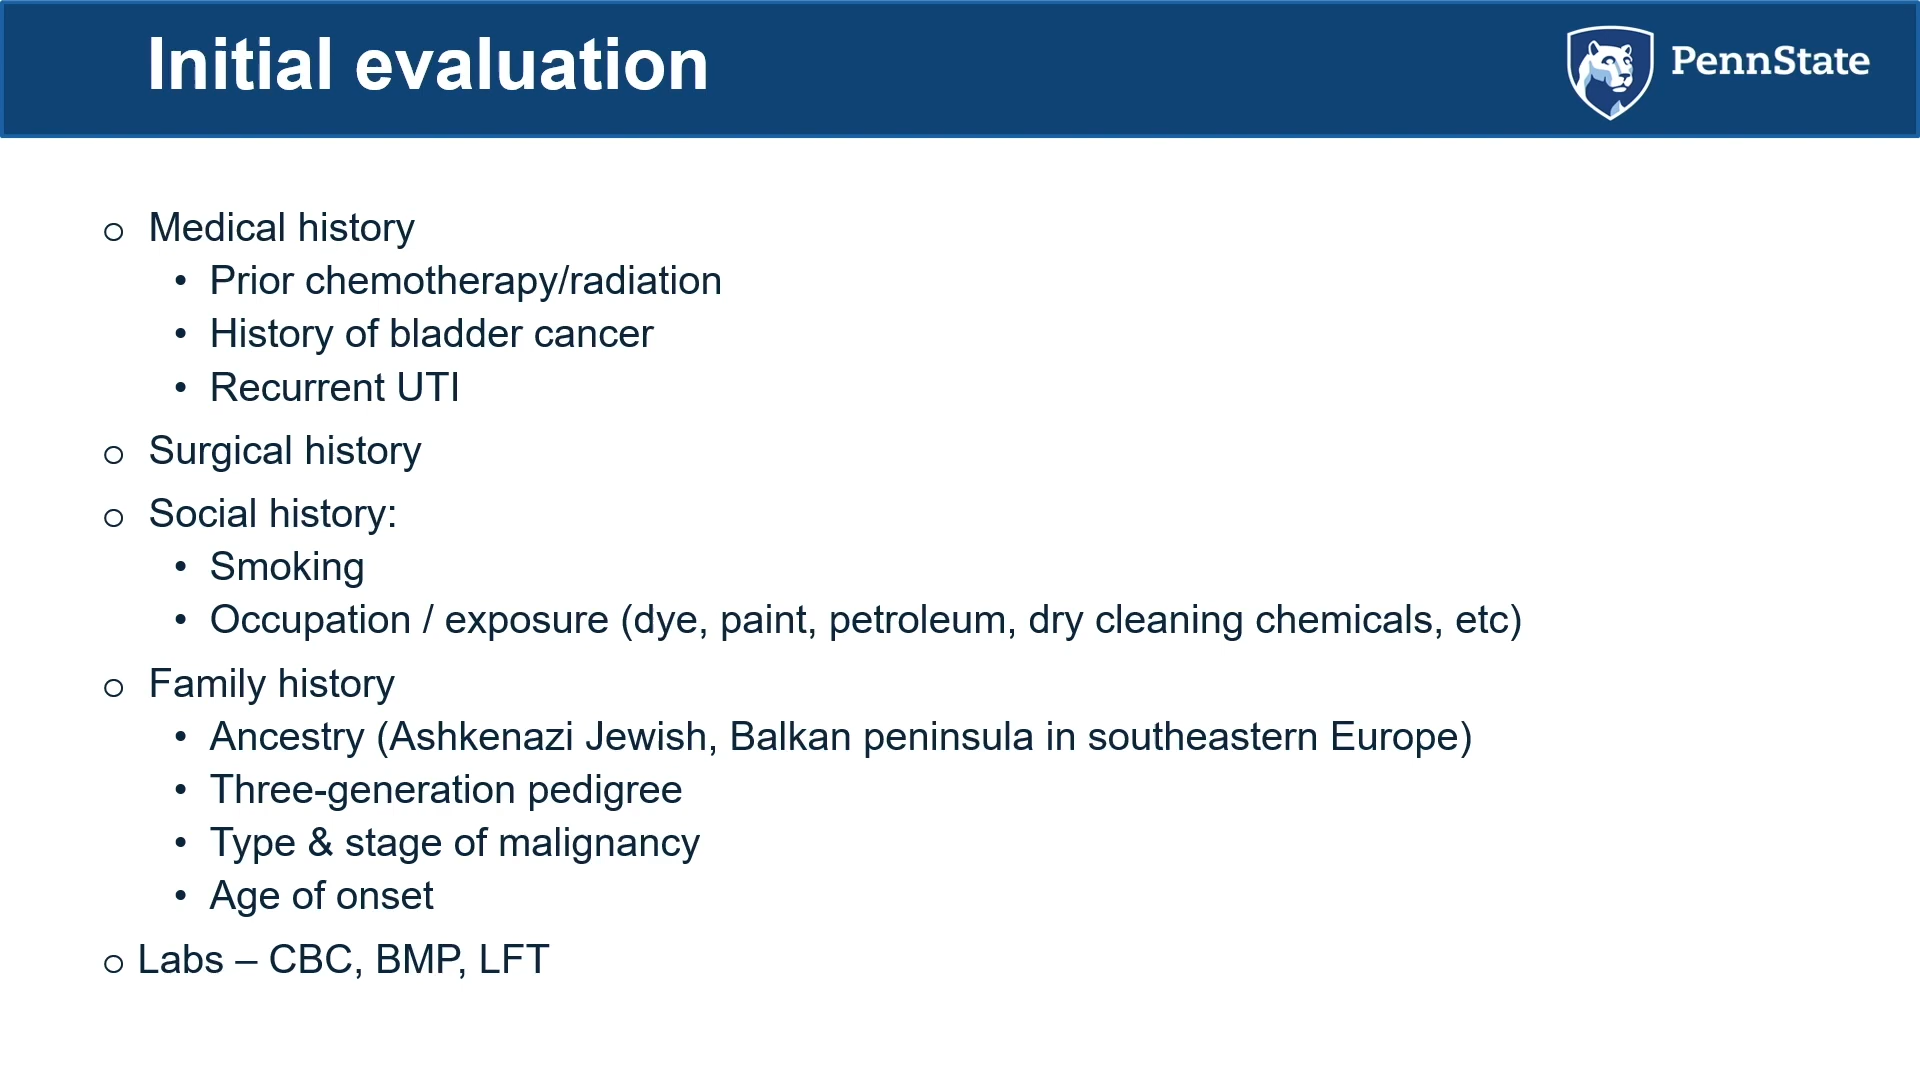 Initial evaluation
PennState
o Medical history
• Prior chemotherapy/radiation
• History of bladder cancer
• Recurrent UTI
o Surgical history
o Social history:
• Smoking
• Occupation / exposure (dye, paint, petroleum, dry cleaning chemicals, etc)
o Family history
• Ancestry (Ashkenazi Jewish, Balkan peninsula in southeastern Europe)
• Three-generation pedigree
• Type & stage of malignancy
• Age of onset
o Labs – CBC, BMP, LFT